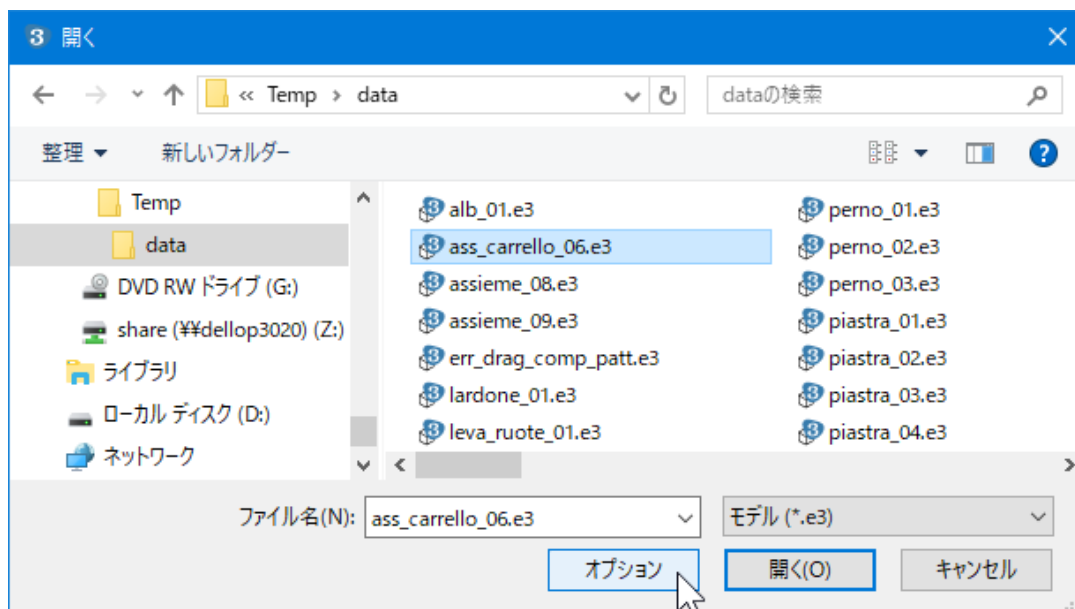 3 開く
« Temp › data
dataの検索
整理 新しいフォルダー
Temp
data
DVD RW ドライブ (G:)
share (¥¥dellop3020) (Z:)
ライブラリ
ローカル ディスク (D:)
ネットワーク
alb_01.e3
ass_carrello_06.e3
assieme_08.e3
assieme_09.e3
err_drag_comp_patt.e3
lardone_01.e3
leva_ruote_01.e3
perno_01.e3
perno_02.e3
perno_03.e3
piastra_01.e3
piastra_02.e3
piastra_03.e3
piastra_04.e3
ファイル名(N): ass_carrello_06.e3 モデル (*.e3)
オプション 開く(O) キャンセル